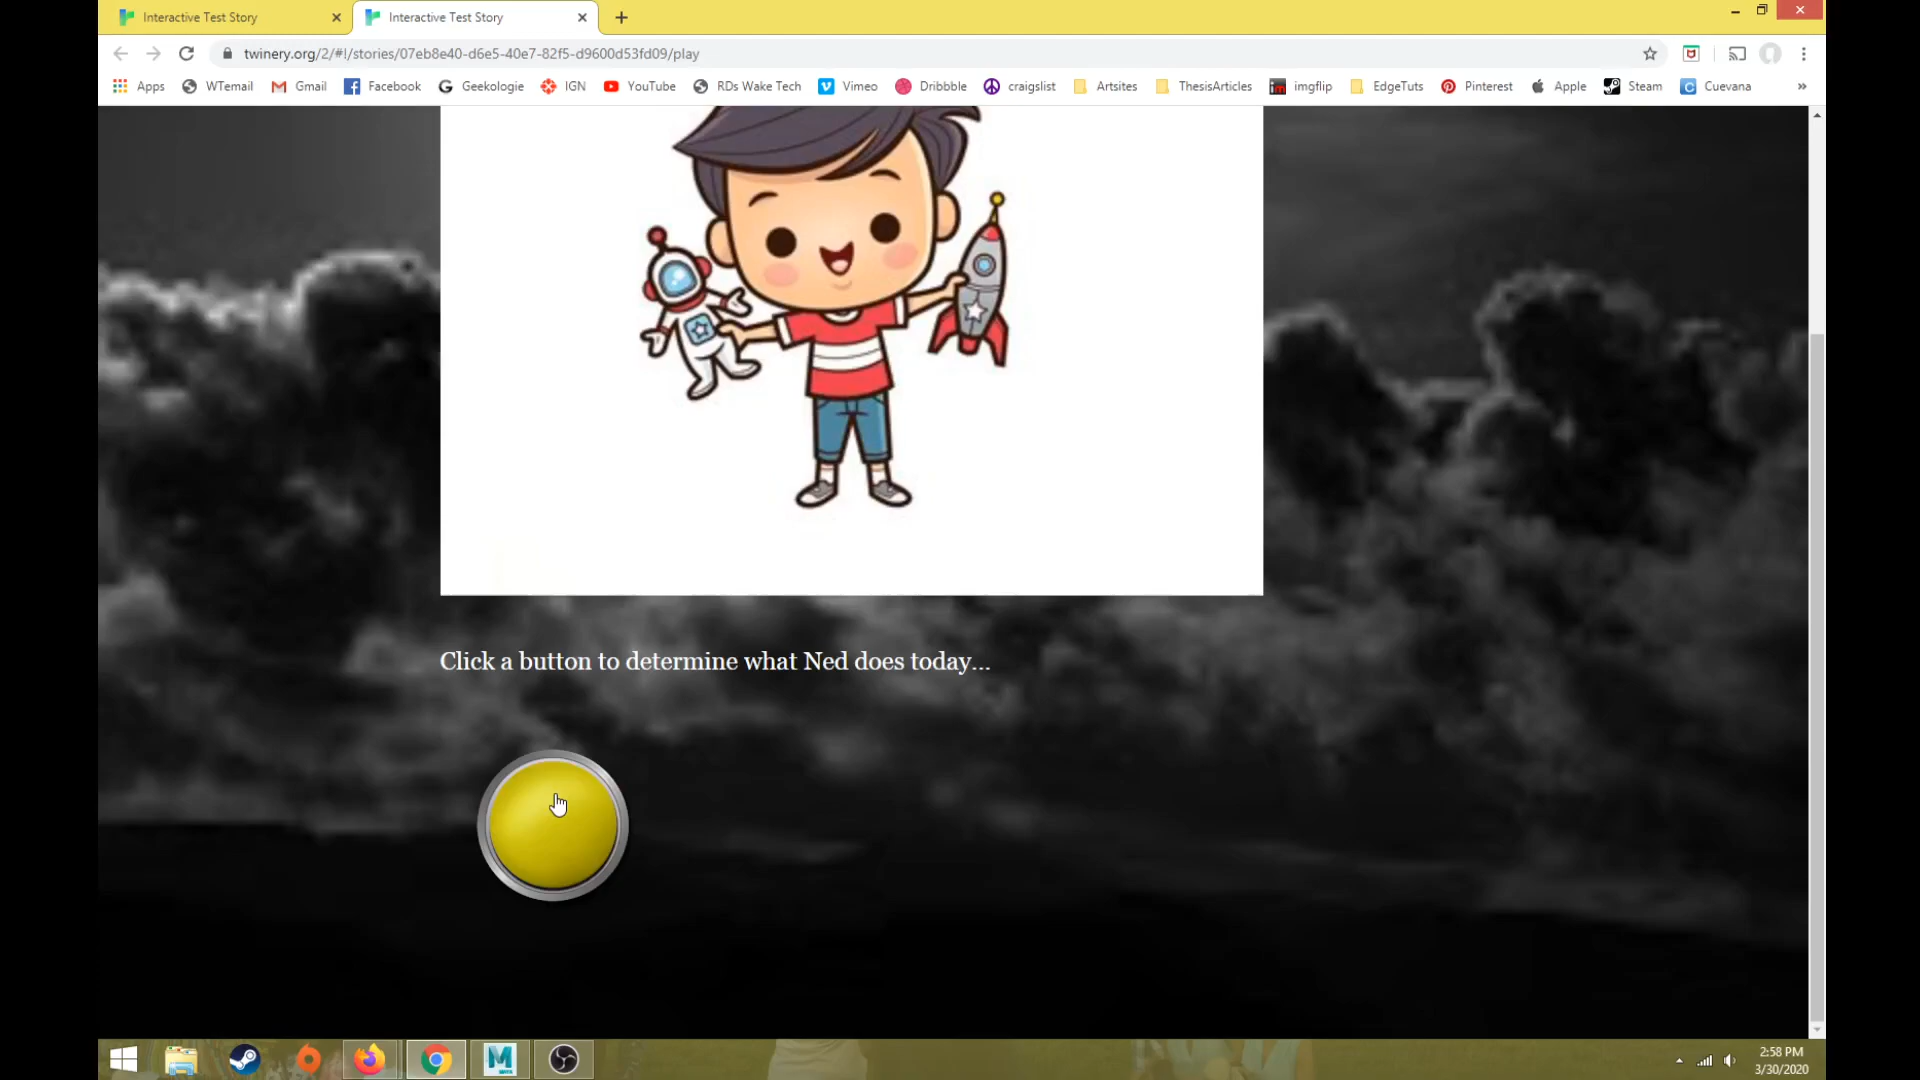 Interactive Test Story
Interactive Test Story
twinery.org/2/#!/stories/07eb8e40-d6e5-40e7-82f5-d9600d53fd09/play
Apps WTemail Gmail Facebook Geekologie IGN YouTube RDs Wake Tech Vimeo Dribbble craigslist Artsites ThesisArticles imgflip EdgeTuts Pinterest Apple Steam Cuevana »
Click a button to determine what Ned does today...
2:58 PM
3/30/2020